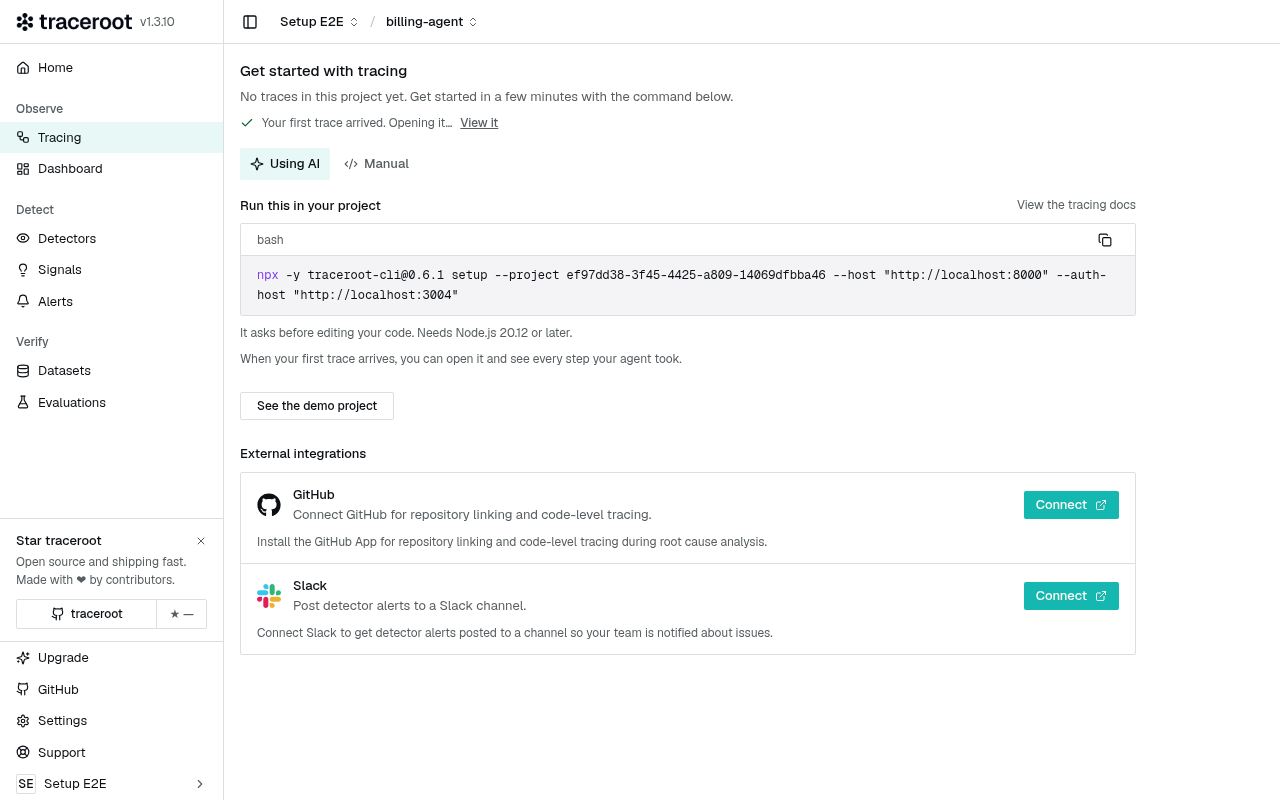 traceroot v1.3.10
Setup E2E / billing-agent
Home
Observe
Tracing
Dashboard
Detect
Detectors
Signals
Alerts
Verify
Datasets
Evaluations
Star traceroot
Open source and shipping fast.
Made with ❤ by contributors.
traceroot ★ —
Upgrade
GitHub
Settings
Support
SE Setup E2E
Get started with tracing
No traces in this project yet. Get started in a few minutes with the command below.
Your first trace arrived. Opening it… View it
Using AI Manual
Run this in your project View the tracing docs
bash
npx -y traceroot-cli@0.6.1 setup --project ef97dd38-3f45-4425-a809-14069dfbba46 --host "http://localhost:8000" --auth-
host "http://localhost:3004"
It asks before editing your code. Needs Node.js 20.12 or later.
When your first trace arrives, you can open it and see every step your agent took.
See the demo project
External integrations
GitHub
Connect GitHub for repository linking and code-level tracing.
Connect
Install the GitHub App for repository linking and code-level tracing during root cause analysis.
Slack
Post detector alerts to a Slack channel.
Connect
Connect Slack to get detector alerts posted to a channel so your team is notified about issues.